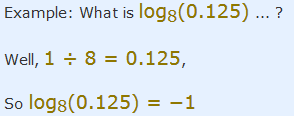 Example: What is log₈(0.125) ... ?
Well, 1 ÷ 8 = 0.125,
So log₈(0.125) = −1